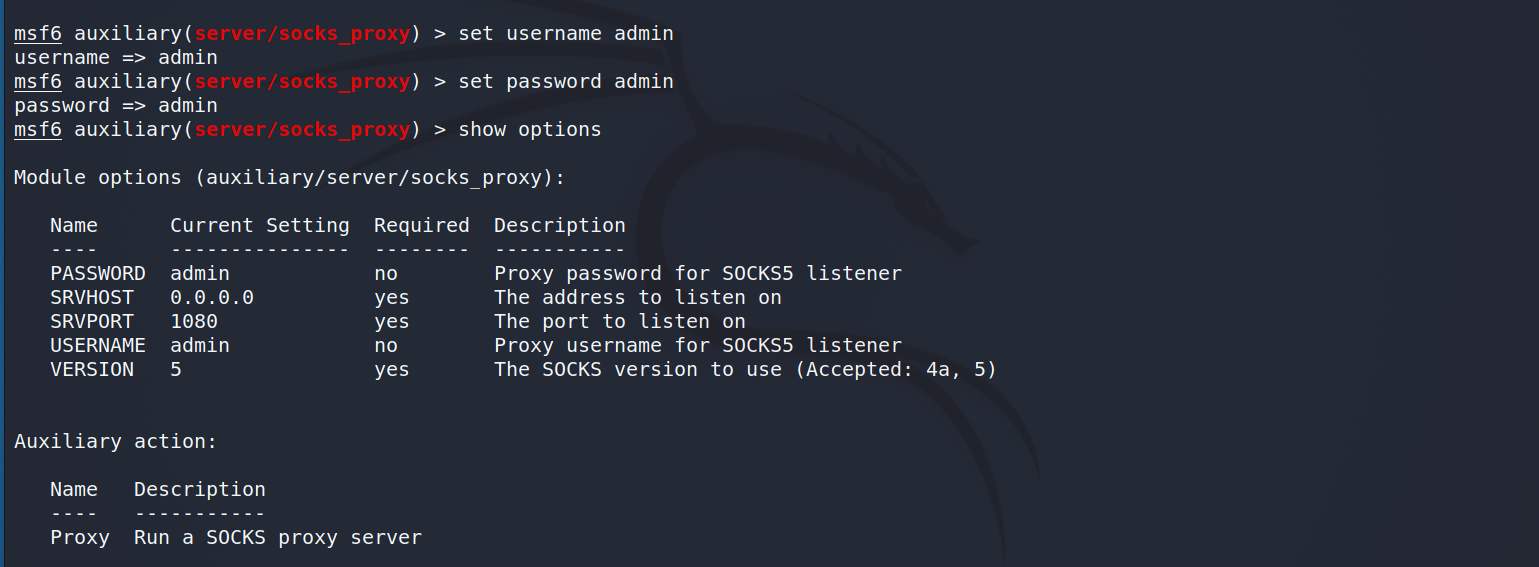 msf6 auxiliary(server/socks_proxy) > set username admin
username => admin
msf6 auxiliary(server/socks_proxy) > set password admin
password => admin
msf6 auxiliary(server/socks_proxy) > show options
Module options (auxiliary/server/socks_proxy):
Name Current Setting Required Description
---- --------------- -------- -----------
PASSWORD admin no Proxy password for SOCKS5 listener
SRVHOST 0.0.0.0 yes The address to listen on
SRVPORT 1080 yes The port to listen on
USERNAME admin no Proxy username for SOCKS5 listener
VERSION 5 yes The SOCKS version to use (Accepted: 4a, 5)
Auxiliary action:
Name Description
---- -----------
Proxy Run a SOCKS proxy server